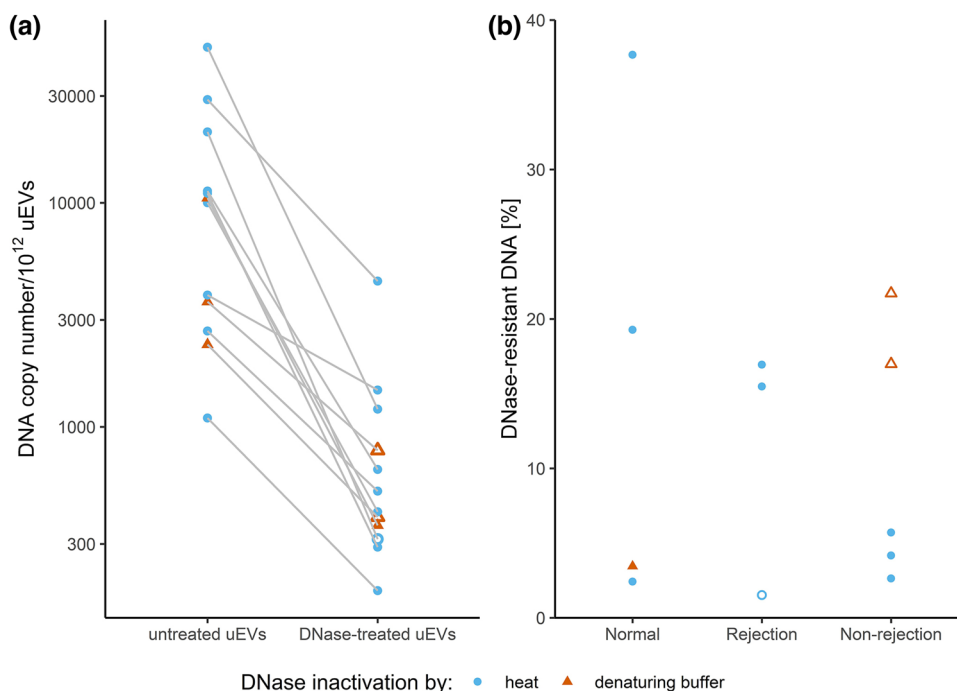 (a)
DNA copy number/10¹² uEVs
30000
10000
3000
1000
300
untreated uEVs
DNase-treated uEVs
(b)
DNase-resistant DNA [%]
40
30
20
10
0
Normal
Rejection
Non-rejection
DNase inactivation by: heat denaturing buffer